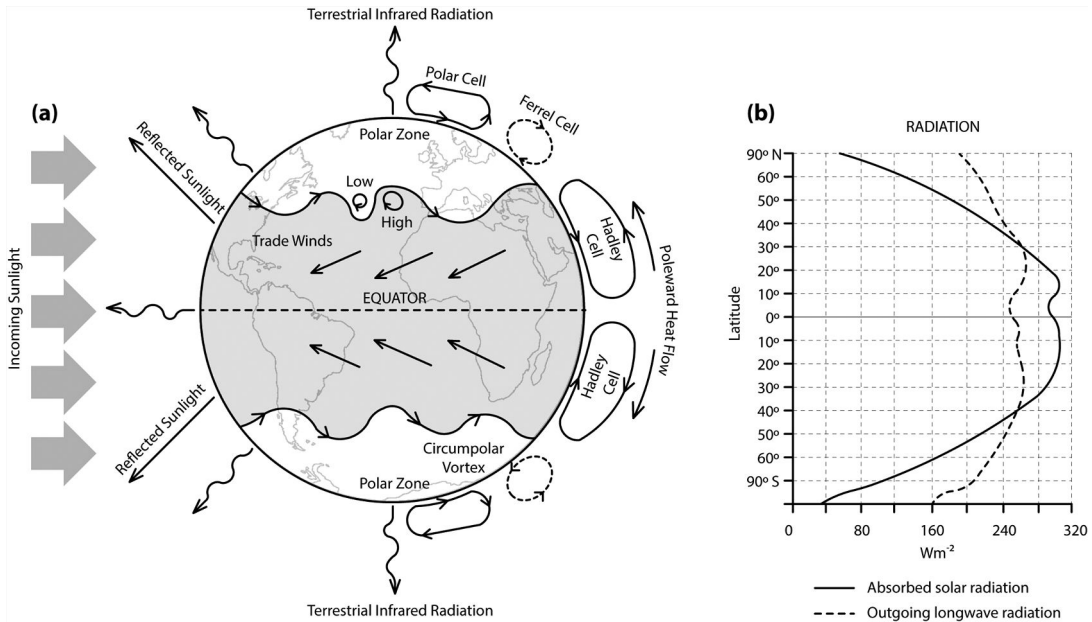 Terrestrial Infrared Radiation
(a)
Polar Cell
Ferrel Cell
Polar Zone
Reflected Sunlight
Low
High
Hadley
Cell
Trade Winds
Incoming Sunlight
EQUATOR
Poleward Heat Flow
Hadley
Cell
Reflected Sunlight
Circumpolar
Vortex
Polar Zone
Terrestrial Infrared Radiation
(b)
RADIATION
90º N
60º
50º
40º
30º
20º
10º
0º
10º
20º
30º
40º
50º
60º
90º S
Latitude
0 80 160 200 240 300 320
Wm⁻²
Absorbed solar radiation
Outgoing longwave radiation